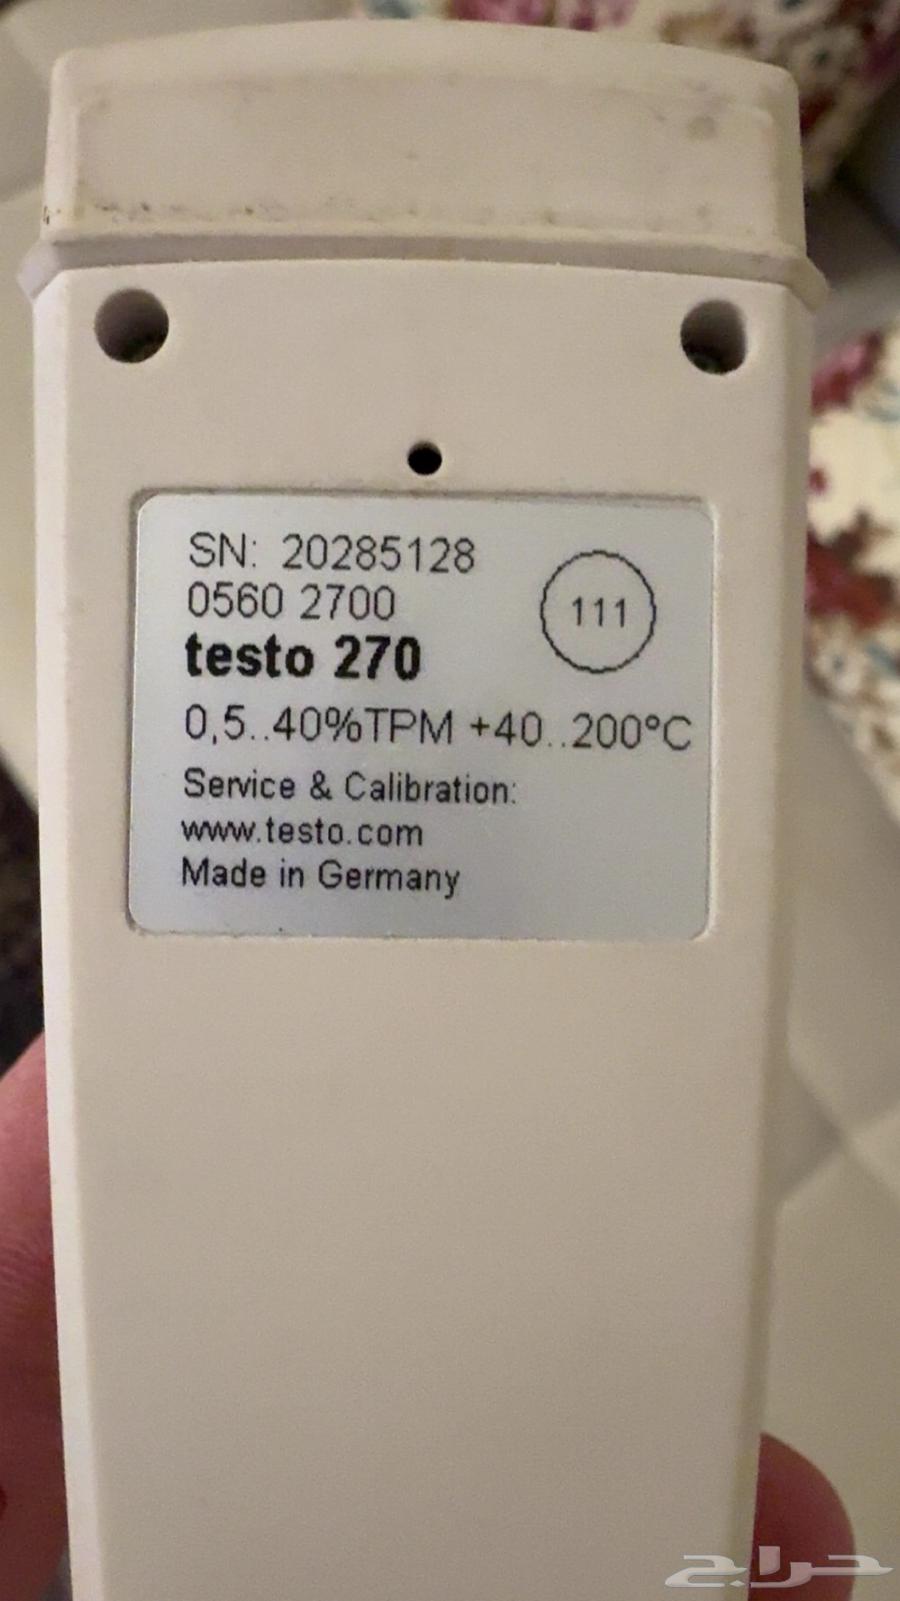 SN: 20285128
0560 2700
111
testo 270
0,5..40%TPM +40..200°C
Service & Calibration:
www.testo.com
Made in Germany
حراج